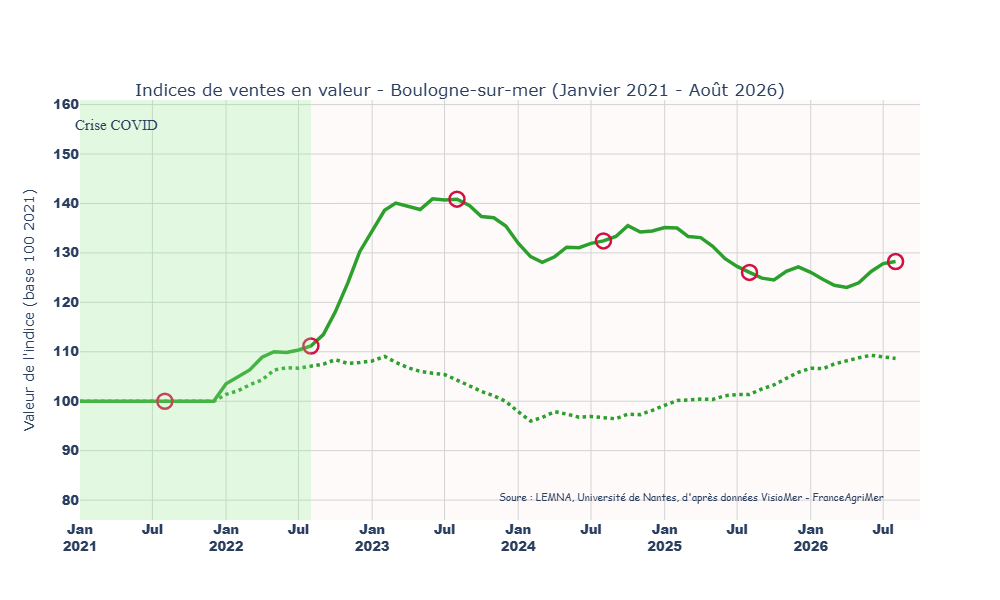 Indices de ventes en valeur - Boulogne-sur-mer (Janvier 2021 - Août 2026)
160
Crise COVID
150
140
130
120
110
100
90
80
Valeur de l'indice (base 100 2021)
Soure : LEMNA, Université de Nantes, d'après données VisioMer - FranceAgriMer
Jan Jul Jan Jul Jan Jul Jan Jul Jan Jul Jan Jul
2021 2022 2023 2024 2025 2026